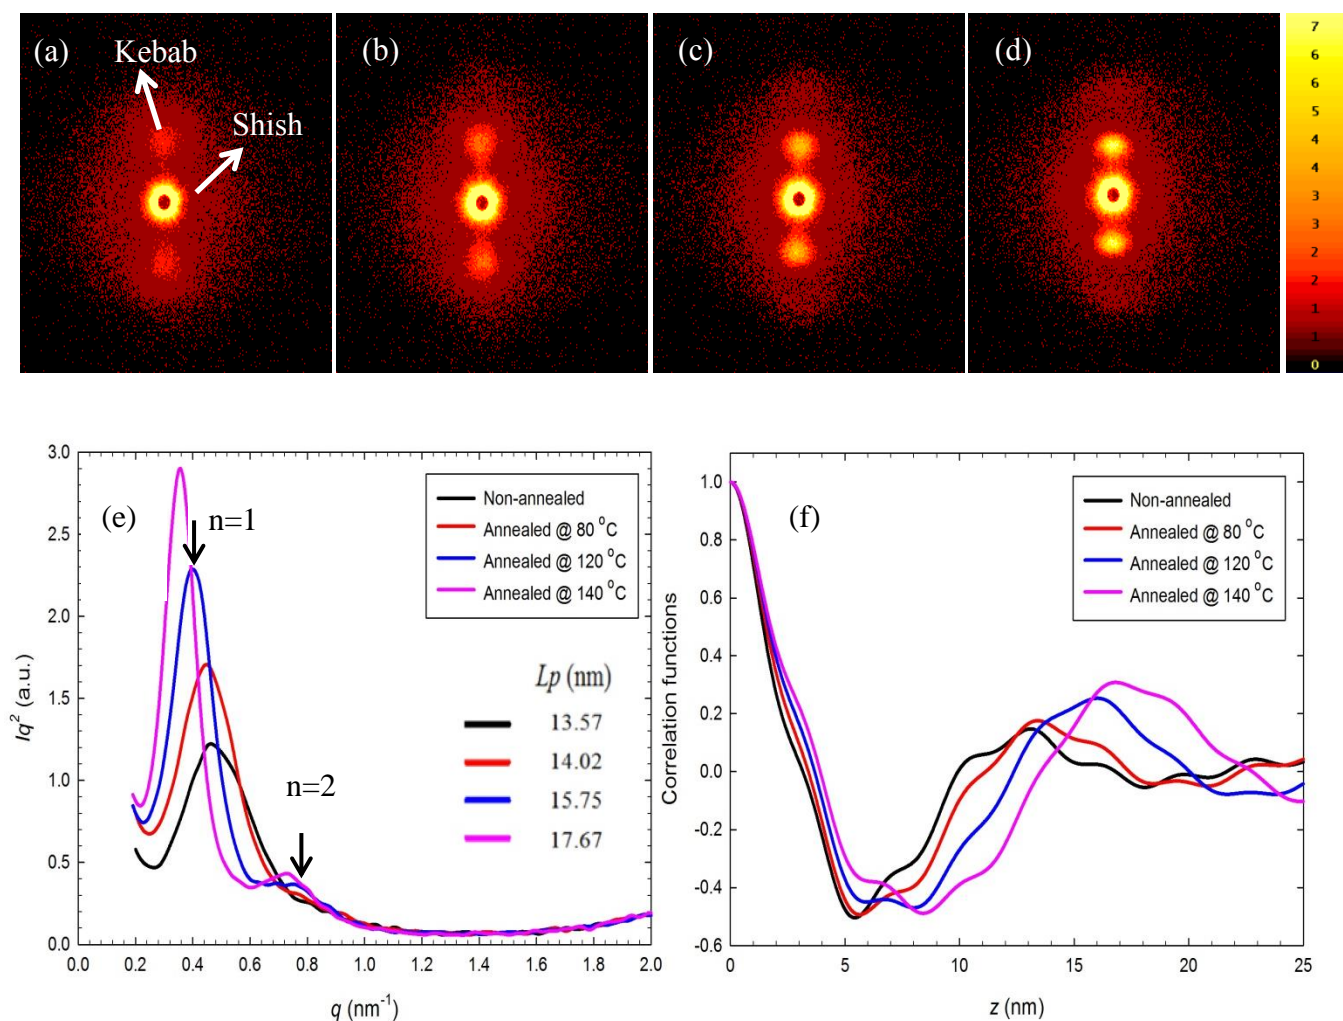 (a)
Kebab
Shish
(b)
(c)
(d)
7
6
6
5
4
3
2
2
1
1
0
3.0
2.5
2.0
1.5
1.0
0.5
0.0
Iq² (a.u.)
(e)
n=1
n=2
Non-annealed
Annealed @ 80 °C
Annealed @ 120 °C
Annealed @ 140 °C
Lp (nm)
13.57
14.02
15.75
17.67
0.0 0.2 0.4 0.6 0.8 1.0 1.2 1.4 1.6 1.8 2.0
q (nm⁻¹)
1.0
0.8
0.6
0.4
0.2
0.0
-0.2
-0.4
-0.6
Correlation functions
(f)
Non-annealed
Annealed @ 80 °C
Annealed @ 120 °C
Annealed @ 140 °C
0 5 10 15 20 25
z (nm)